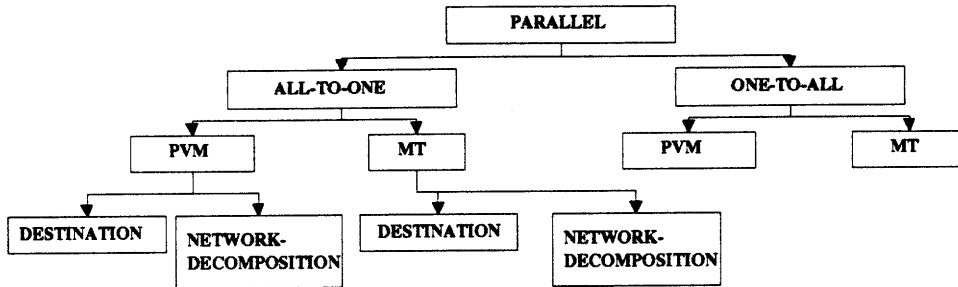 PARALLEL
ALL-TO-ONE
ONE-TO-ALL
PVM
MT
PVM
MT
DESTINATION
NETWORK-
DECOMPOSITION
DESTINATION
NETWORK-
DECOMPOSITION